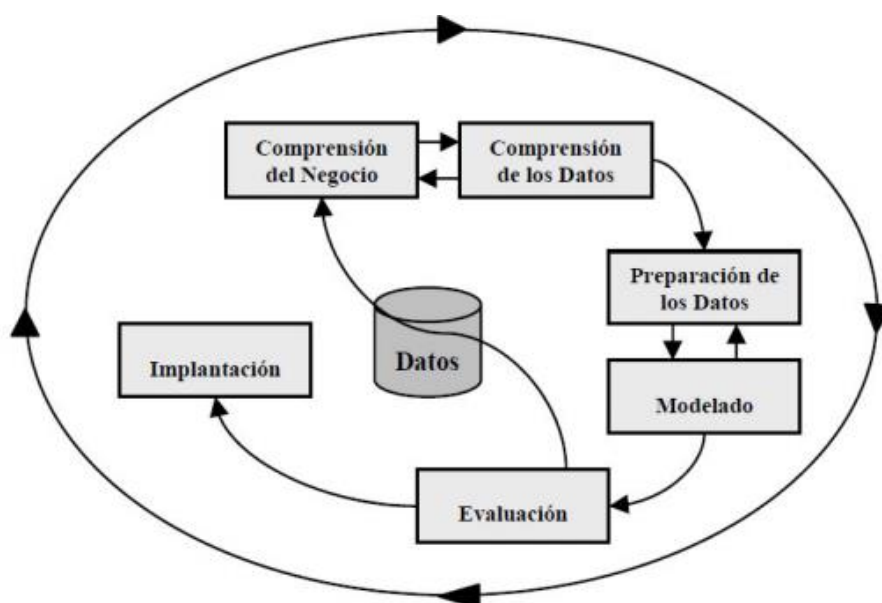 Comprensión
del Negocio
Comprensión
de los Datos
Preparación de
los Datos
Datos
Implantación
Modelado
Evaluación